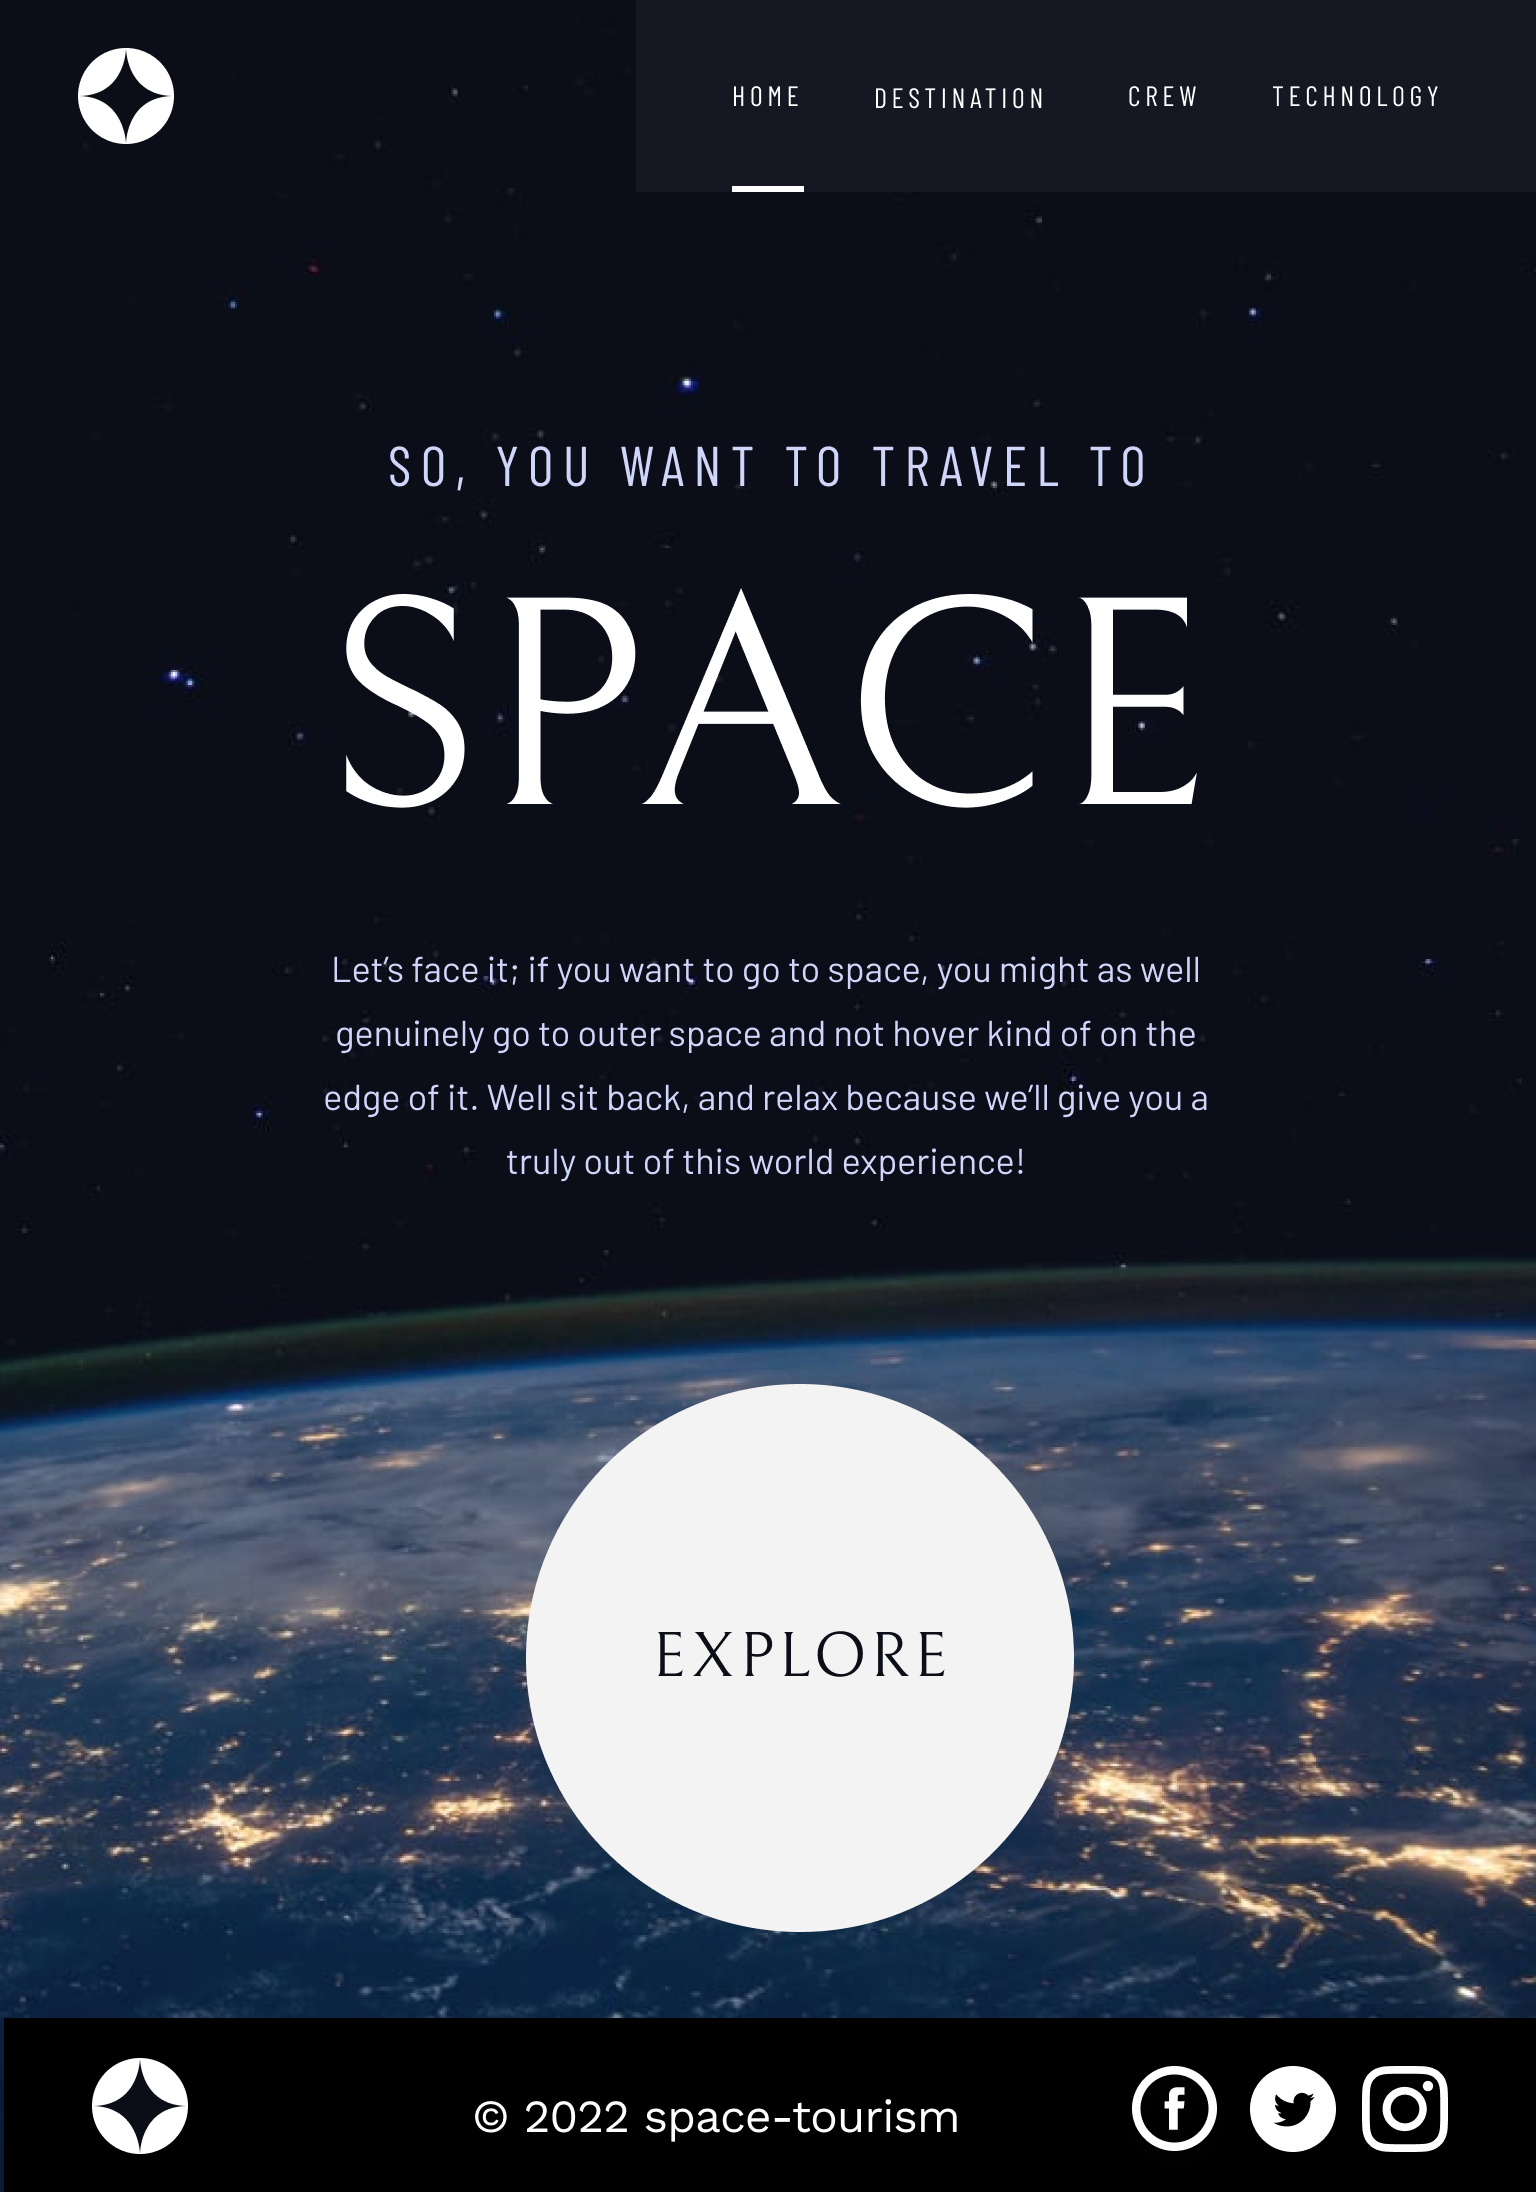 HOME DESTINATION CREW TECHNOLOGY
SO, YOU WANT TO TRAVEL TO
SPACE
Let’s face it; if you want to go to space, you might as well
genuinely go to outer space and not hover kind of on the
edge of it. Well sit back, and relax because we’ll give you a
truly out of this world experience!
EXPLORE
© 2022 space-tourism